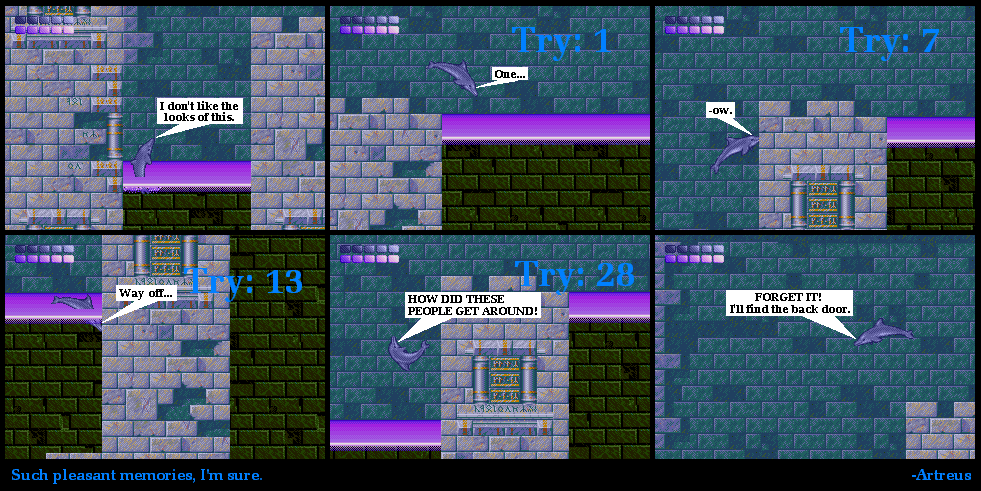 I don't like the
looks of this.
Try: 1
One...
Try: 7
-ow.
Try: 13
Way off...
Try: 28
HOW DID THESE
PEOPLE GET AROUND!
FORGET IT!
I'll find the back door.
Such pleasant memories, I'm sure.
-Artreus